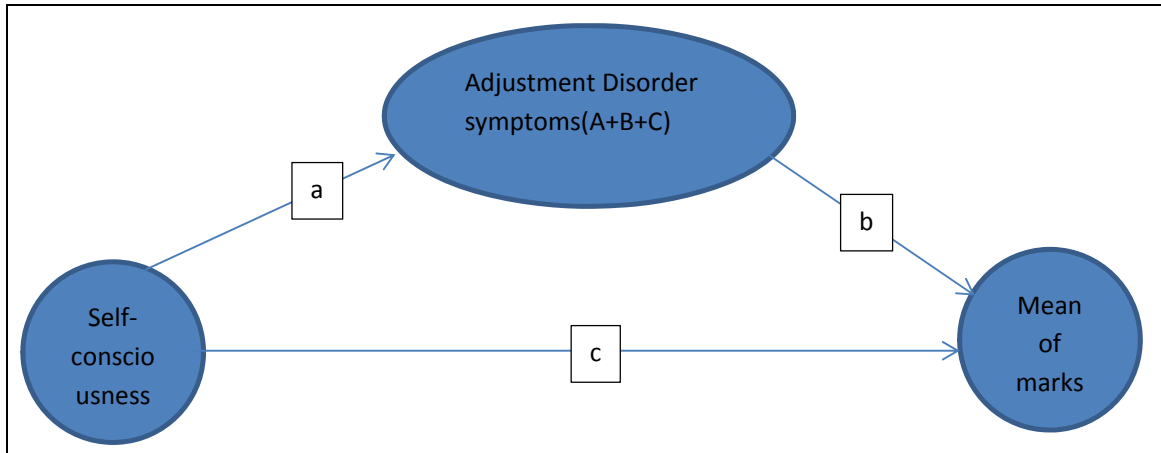 Adjustment Disorder
symptoms(A+B+C)
a
b
Self-
conscio
usness
c
Mean
of
marks